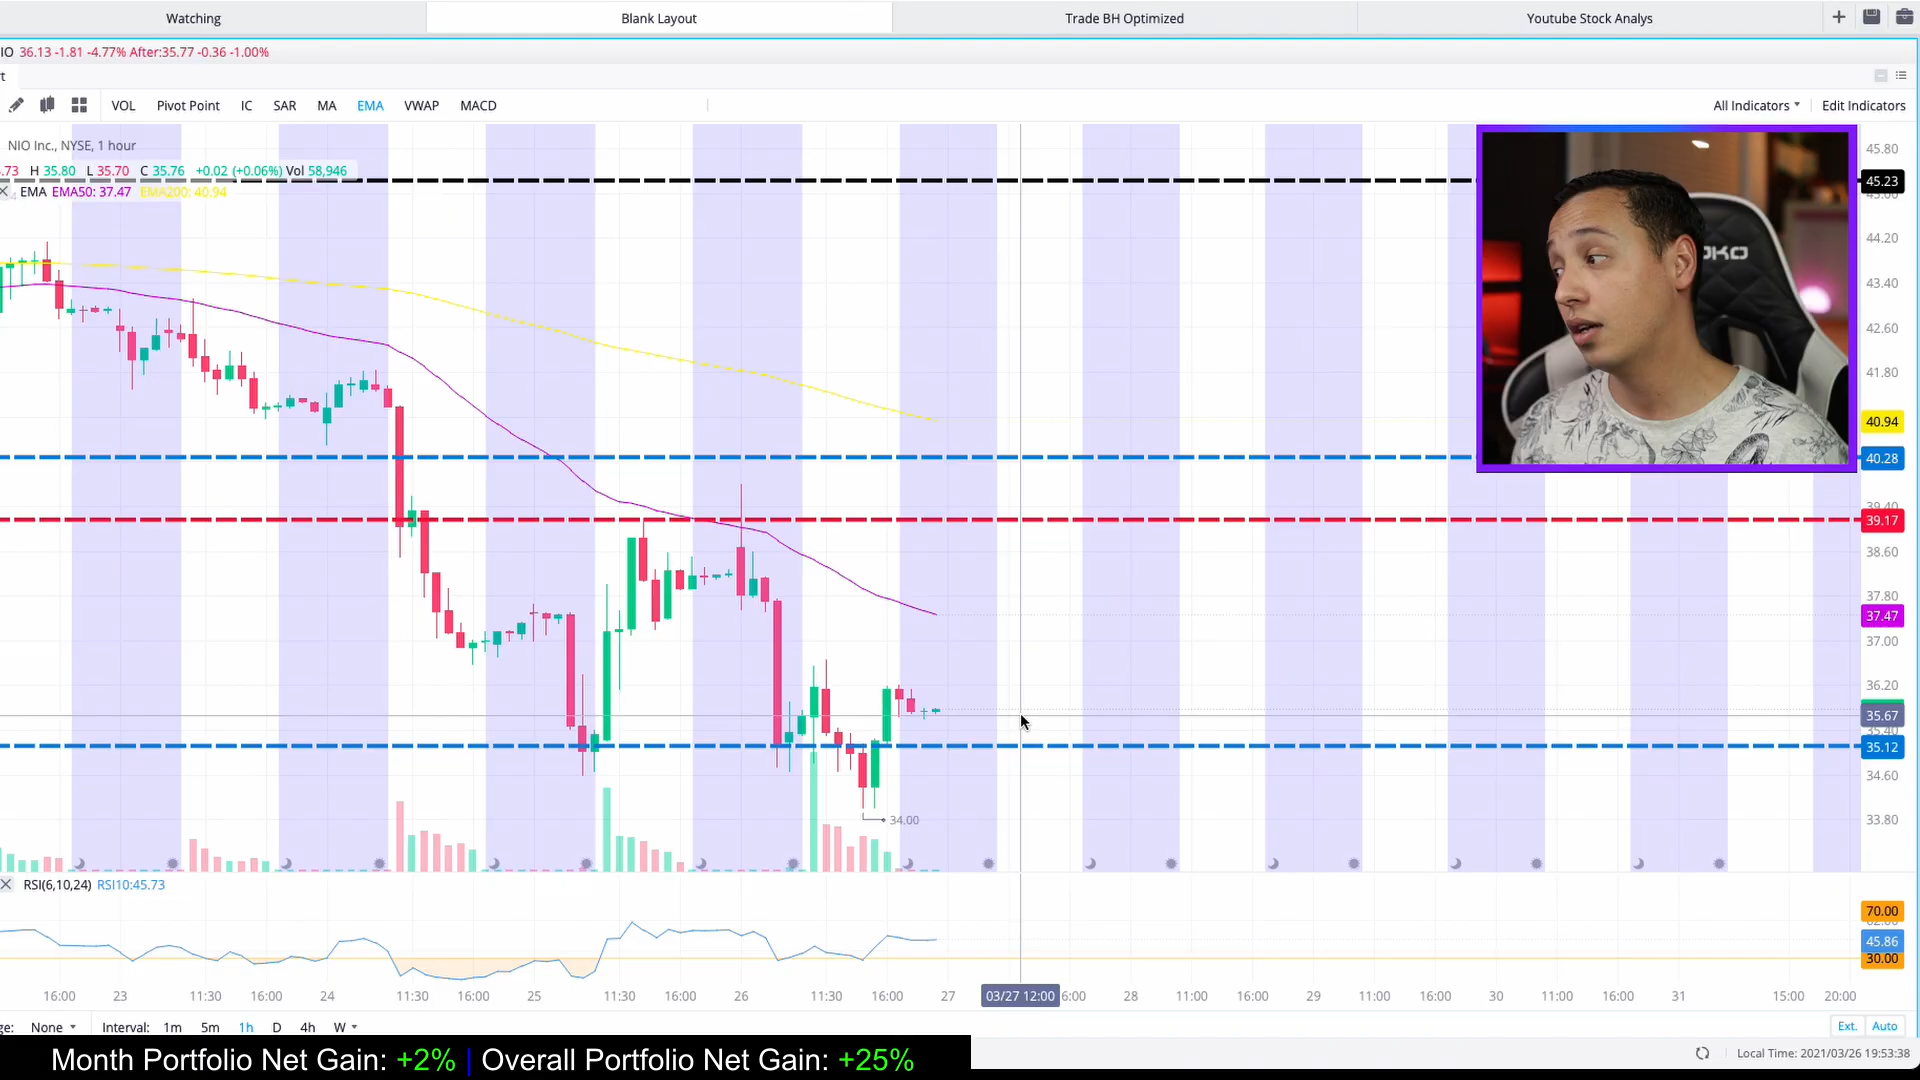 Watching Blank Layout Trade BH Optimized Youtube Stock Analys
IO 36.13 -1.81 -4.77% After:35.77 -0.36 -1.00%
t
VOL Pivot Point IC SAR MA EMA VWAP MACD All Indicators Edit Indicators
NIO Inc., NYSE, 1 hour
.73 H 35.80 L 35.70 C 35.76 +0.02 (+0.06%) Vol 58,946
EMA EMA50: 37.47 EMA200: 40.94
45.80
45.23
45.00
44.20
43.40
42.60
41.80
40.94
40.28
39.40
39.17
38.60
37.80
37.47
37.00
36.20
35.67
35.40
35.12
34.60
33.80
34.00
RSI(6,10,24) RSI10:45.73
70.00
45.86
30.00
16:00 23 11:30 16:00 24 11:30 16:00 25 11:30 16:00 26 11:30 16:00 27 03/27 12:00 6:00 28 11:00 16:00 29 11:00 16:00 30 11:00 16:00 31 15:00 20:00
ge: None Interval: 1m 5m 1h D 4h W Ext. Auto
Month Portfolio Net Gain: +2% | Overall Portfolio Net Gain: +25%
Local Time: 2021/03/26 19:53:38